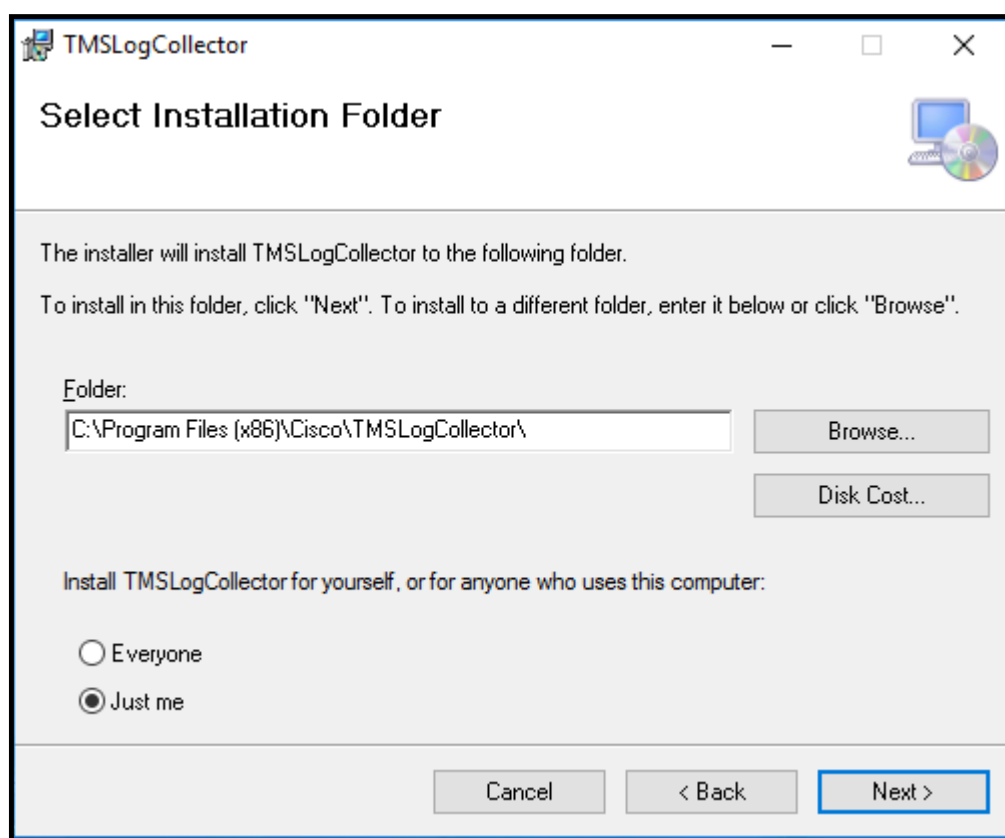 TMSLogCollector
Select Installation Folder
The installer will install TMSLogCollector to the following folder.
To install in this folder, click "Next". To install to a different folder, enter it below or click "Browse".
Folder:
C:\Program Files (x86)\Cisco\TMSLogCollector\
Browse...
Disk Cost...
Install TMSLogCollector for yourself, or for anyone who uses this computer:
Everyone
Just me
Cancel
< Back
Next >